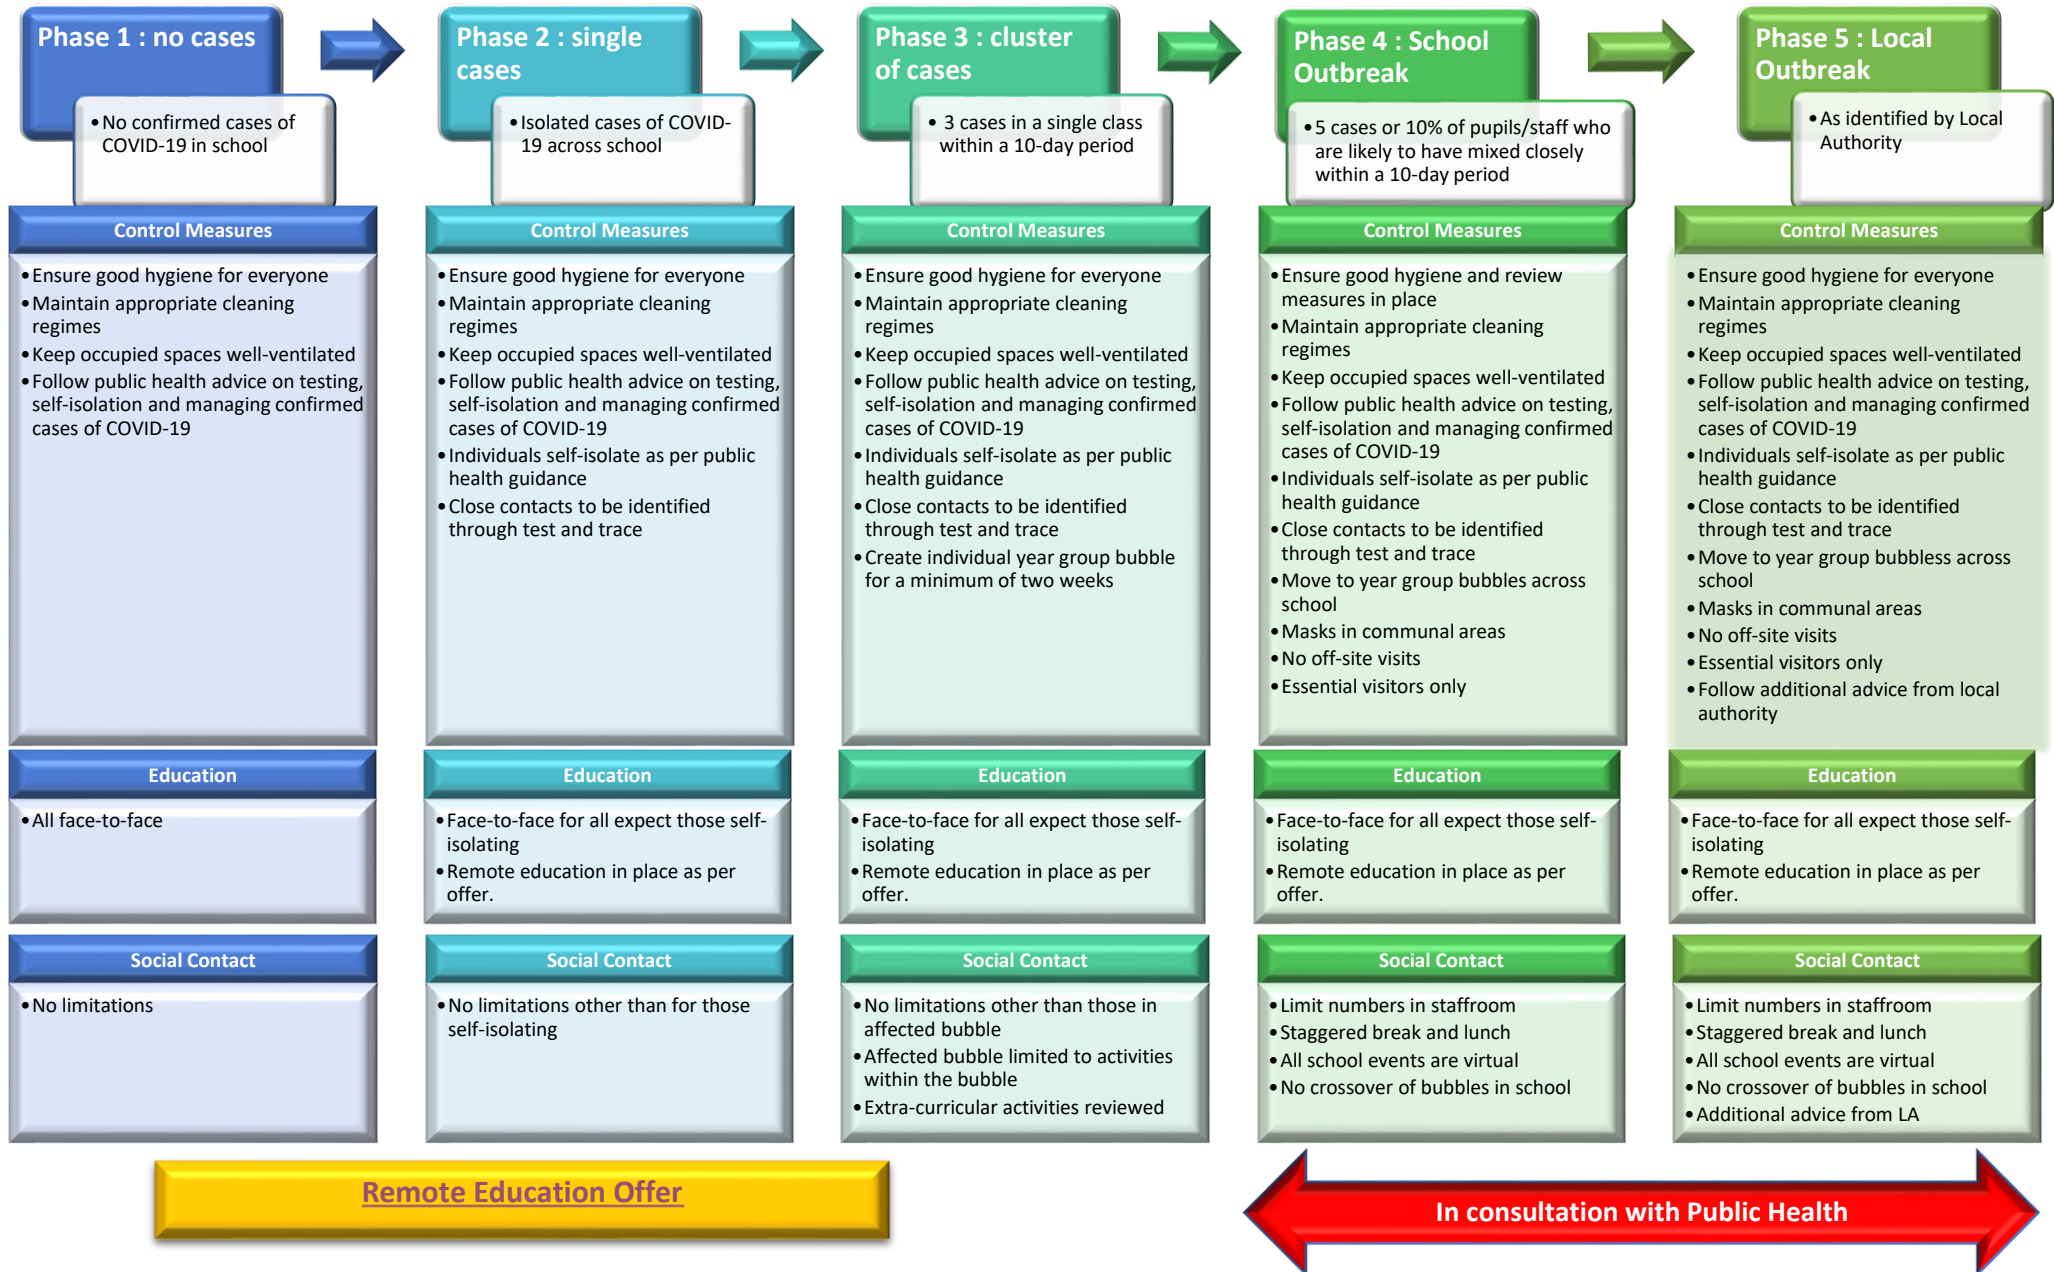 Phase 1 : no cases
• No confirmed cases of
COVID-19 in school
Control Measures
• Ensure good hygiene for everyone
• Maintain appropriate cleaning
regimes
• Keep occupied spaces well-ventilated
• Follow public health advice on testing,
self-isolation and managing confirmed
cases of COVID-19
Education
• All face-to-face
Social Contact
• No limitations
Phase 2 : single
cases
• Isolated cases of COVID-
19 across school
Control Measures
• Ensure good hygiene for everyone
• Maintain appropriate cleaning
regimes
• Keep occupied spaces well-ventilated
• Follow public health advice on testing,
self-isolation and managing confirmed
cases of COVID-19
• Individuals self-isolate as per public
health guidance
• Close contacts to be identified
through test and trace
Education
• Face-to-face for all expect those self-
isolating
• Remote education in place as per
offer.
Social Contact
• No limitations other than for those
self-isolating
Phase 3 : cluster
of cases
• 3 cases in a single class
within a 10-day period
Control Measures
• Ensure good hygiene for everyone
• Maintain appropriate cleaning
regimes
• Keep occupied spaces well-ventilated
• Follow public health advice on testing,
self-isolation and managing confirmed
cases of COVID-19
• Individuals self-isolate as per public
health guidance
• Close contacts to be identified
through test and trace
• Create individual year group bubble
for a minimum of two weeks
Education
• Face-to-face for all expect those self-
isolating
• Remote education in place as per
offer.
Social Contact
• No limitations other than those in
affected bubble
• Affected bubble limited to activities
within the bubble
• Extra-curricular activities reviewed
Phase 4 : School
Outbreak
• 5 cases or 10% of pupils/staff who
are likely to have mixed closely
within a 10-day period
Control Measures
• Ensure good hygiene and review
measures in place
• Maintain appropriate cleaning
regimes
• Keep occupied spaces well-ventilated
• Follow public health advice on testing,
self-isolation and managing confirmed
cases of COVID-19
• Individuals self-isolate as per public
health guidance
• Close contacts to be identified
through test and trace
• Move to year group bubbles across
school
• Masks in communal areas
• No off-site visits
• Essential visitors only
Education
• Face-to-face for all expect those self-
isolating
• Remote education in place as per
offer.
Social Contact
• Limit numbers in staffroom
• Staggered break and lunch
• All school events are virtual
• No crossover of bubbles in school
Phase 5 : Local
Outbreak
• As identified by Local
Authority
Control Measures
• Ensure good hygiene for everyone
• Maintain appropriate cleaning
regimes
• Keep occupied spaces well-ventilated
• Follow public health advice on testing,
self-isolation and managing confirmed
cases of COVID-19
• Individuals self-isolate as per public
health guidance
• Close contacts to be identified
through test and trace
• Move to year group bubbless across
school
• Masks in communal areas
• No off-site visits
• Essential visitors only
• Follow additional advice from local
authority
Education
• Face-to-face for all expect those self-
isolating
• Remote education in place as per
offer.
Social Contact
• Limit numbers in staffroom
• Staggered break and lunch
• All school events are virtual
• No crossover of bubbles in school
• Additional advice from LA
Remote Education Offer
In consultation with Public Health